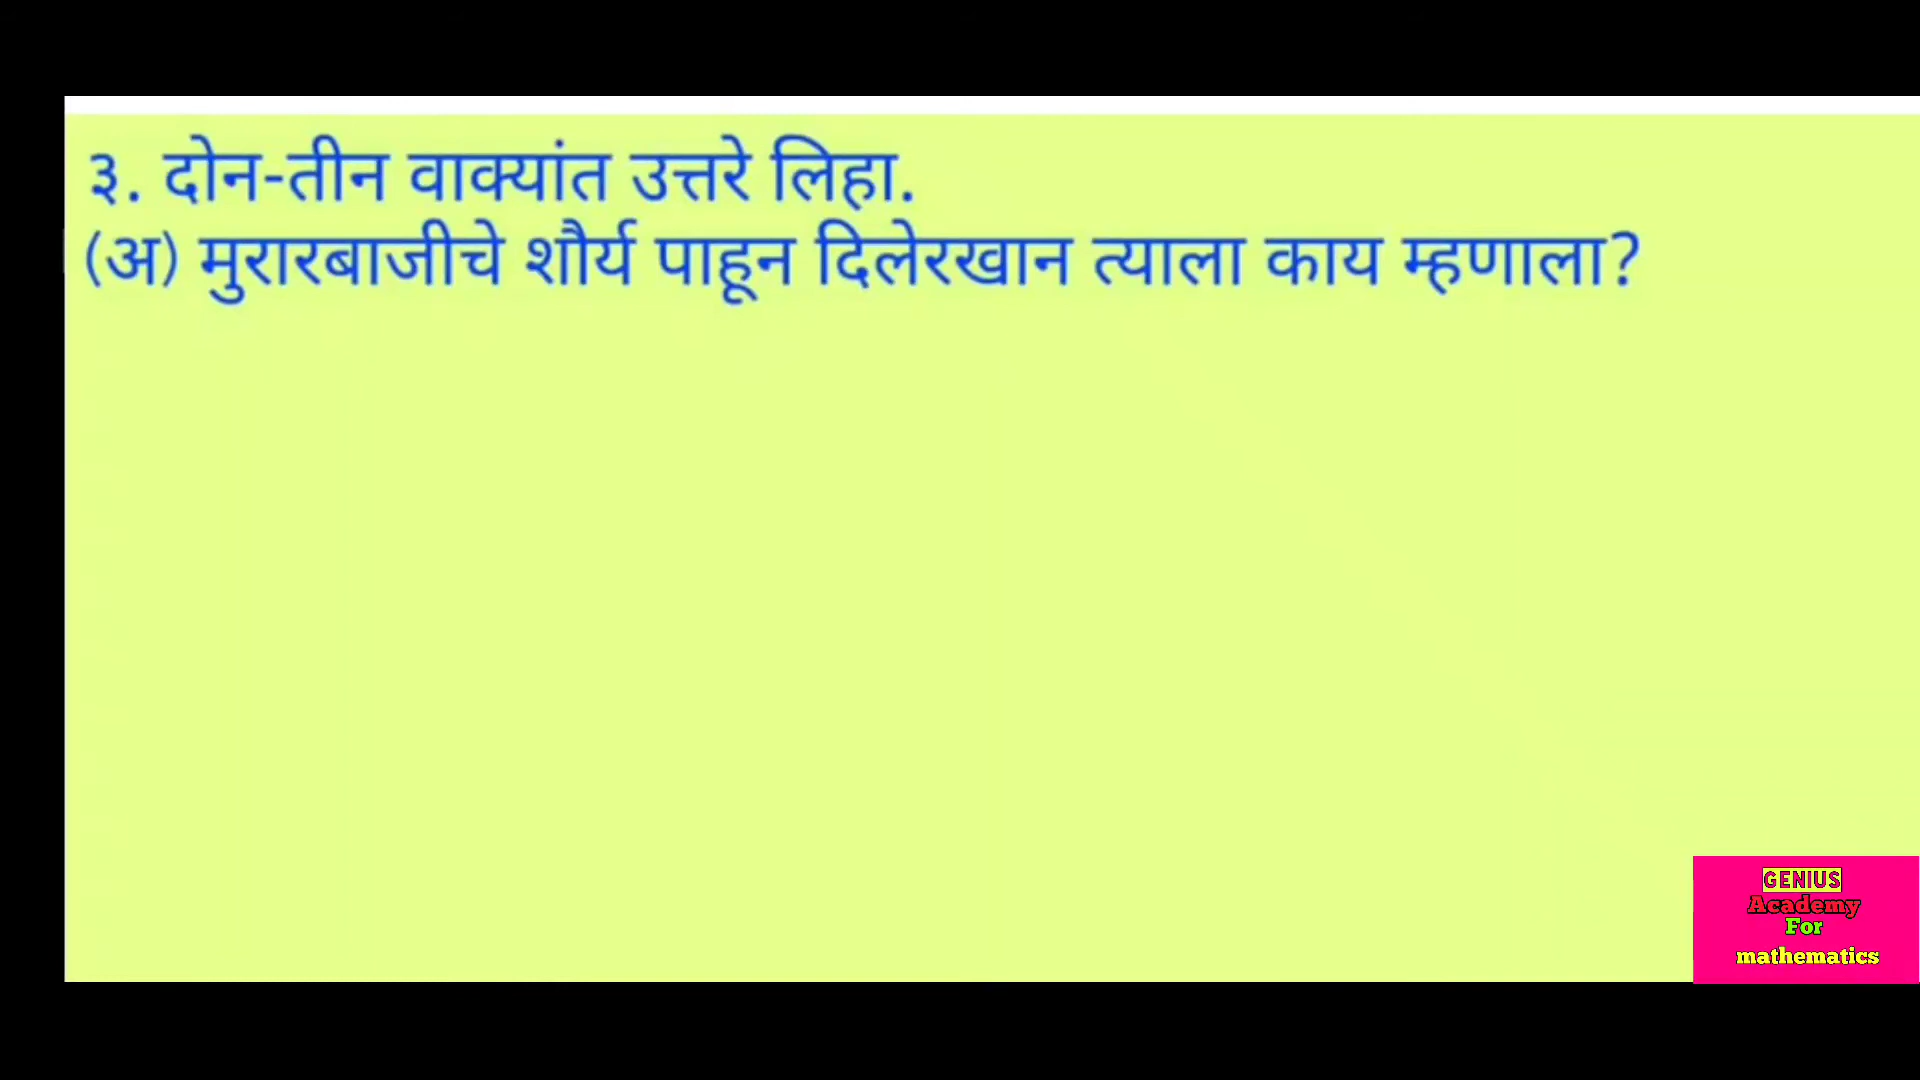 ३. दोन-तीन वाक्यांत उत्तरे लिहा.
(अ) मुरारबाजीचे शौर्य पाहून दिलेरखान त्याला काय म्हणाला?
GENIUS
Academy
For
mathematics